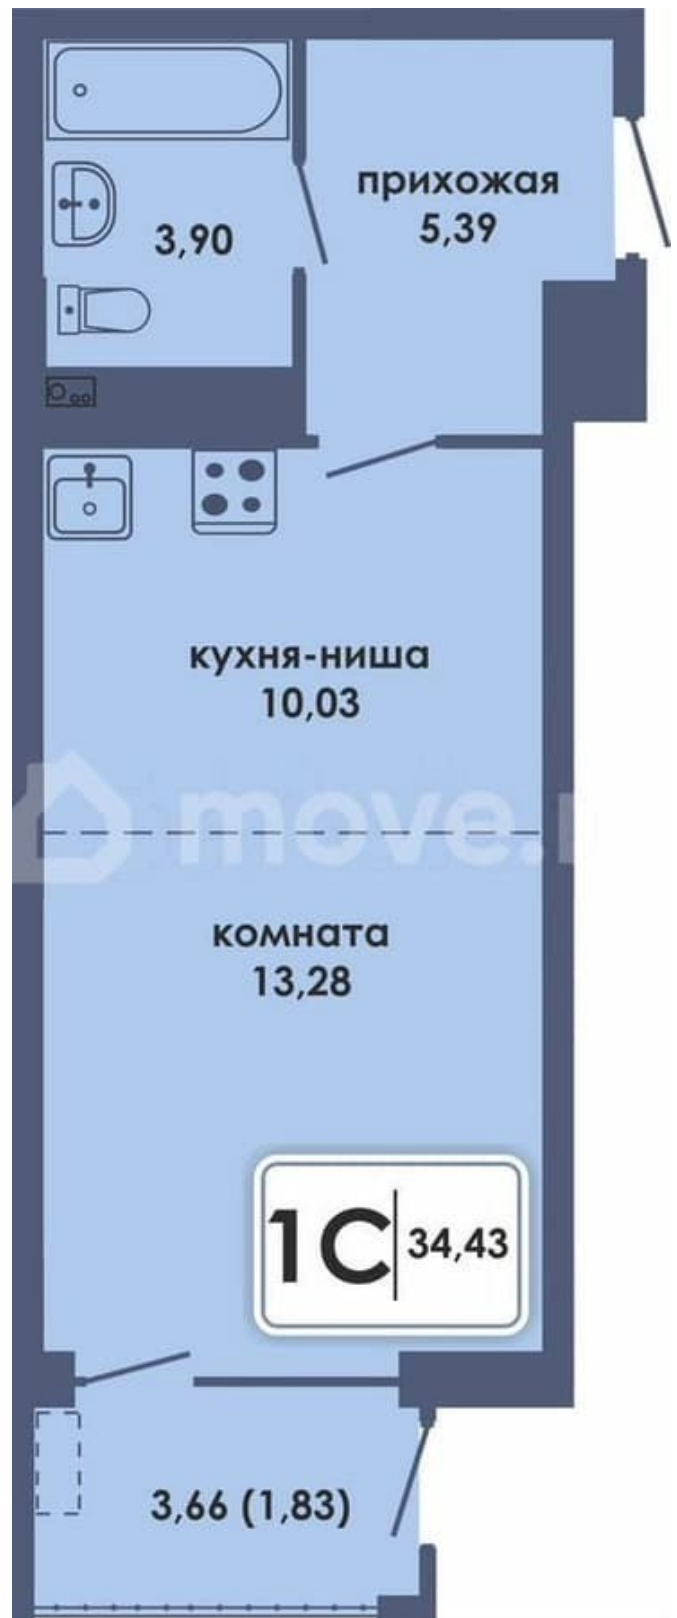 прихожая
5,39
3,90
кухня-ниша
10,03
move.
комната
13,28
1С 34,43
3,66 (1,83)